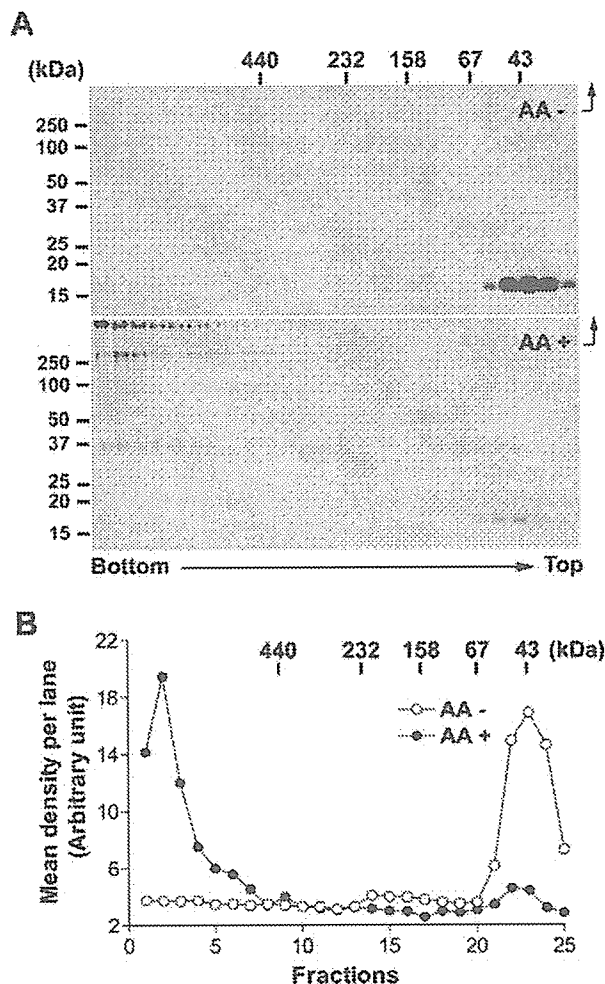 A
(kDa) 440 232 158 67 43
AA -
250
100
50
37
25
20
15
AA +
250
100
50
37
25
20
15
Bottom Top
B
22
18
14
10
6
2
Mean density per lane
(Arbitrary unit)
440 232 158 67 43 (kDa)
AA -
AA +
0 5 10 15 20 25
Fractions